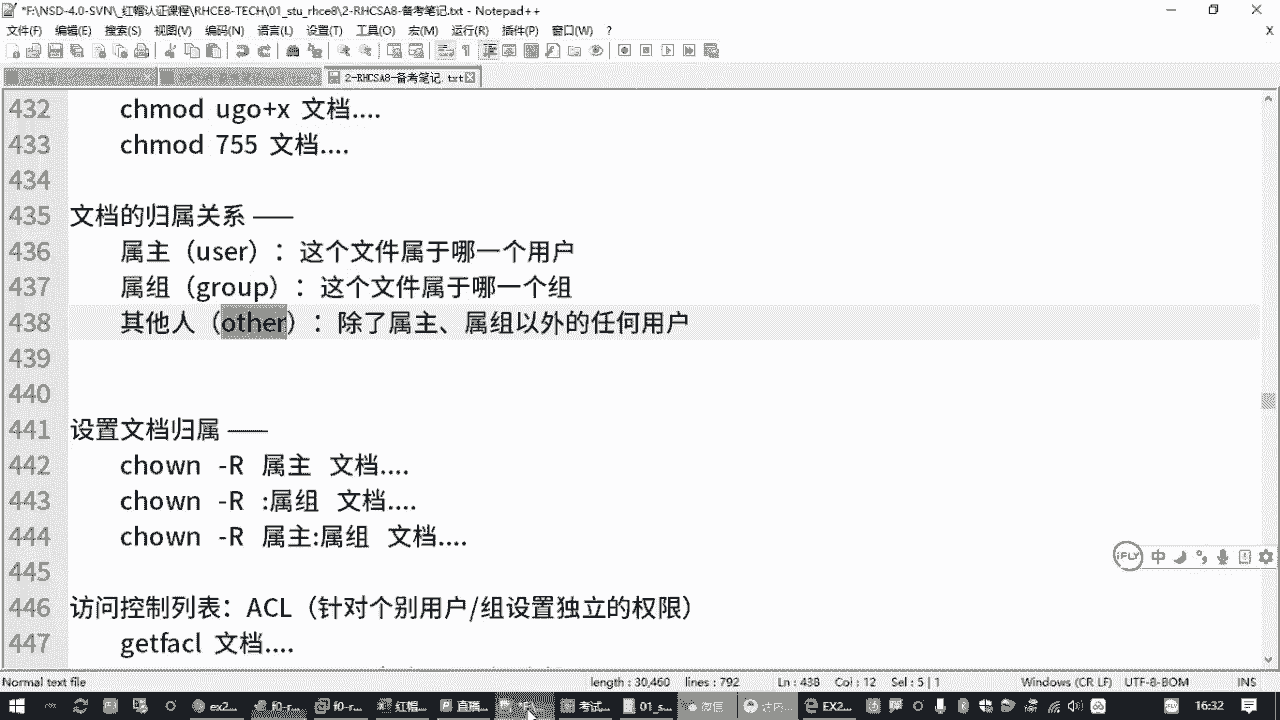 *F:\NSD-4.0-SVN\_红帽认证课程\RHCE8-TECH\01_stu_rhce8\2-RHCSA8-备考笔记.txt - Notepad++
文件(F) 编辑(E) 搜索(S) 视图(V) 编码(N) 语言(L) 设置(T) 工具(O) 宏(M) 运行(R) 插件(P) 窗口(W) ? X
2-RHCSA8-备考笔记.txt
432 chmod ugo+x 文档....
433 chmod 755 文档....
434
435 文档的归属关系 ——
436 属主（user）：这个文件属于哪一个用户
437 属组（group）：这个文件属于哪一个组
438 其他人（other）：除了属主、属组以外的任何用户
439
440
441 设置文档归属 ——
442 chown -R 属主 文档....
443 chown -R :属组 文档....
444 chown -R 属主:属组 文档....
445
446 访问控制列表：ACL（针对个别用户/组设置独立的权限）
447 getfacl 文档....
iFLY 中
Normal text file length : 30,460 lines : 792 Ln : 438 Col : 12 Sel : 5 | 1 Windows (CR LF) UTF-8-BOM INS
ex2... f0-r... f0-r... 红帽... 直播... 考试... 01_s... 微信 EX2... 16:32